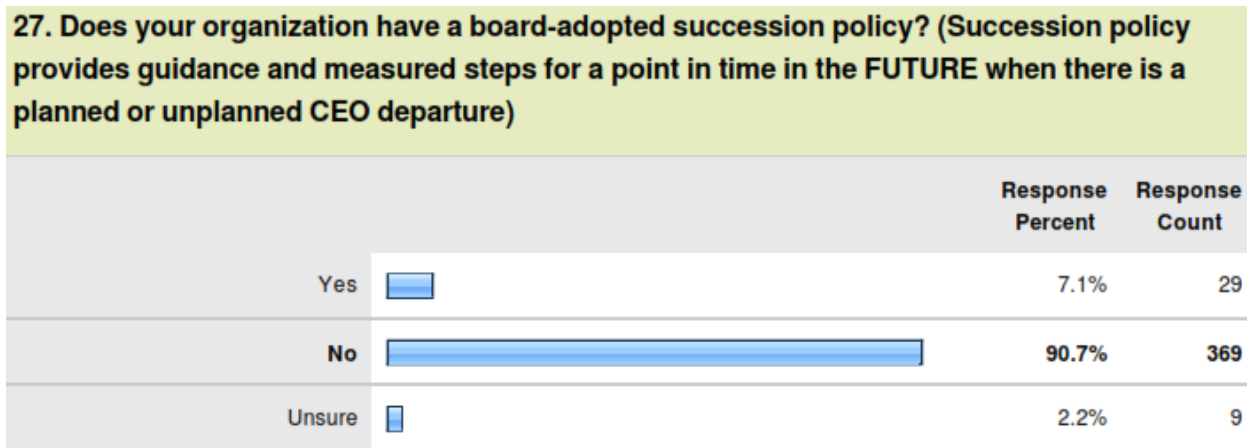 27. Does your organization have a board-adopted succession policy? (Succession policy
provides guidance and measured steps for a point in time in the FUTURE when there is a
planned or unplanned CEO departure)
Response Percent Response Count
Yes 7.1% 29
No 90.7% 369
Unsure 2.2% 9